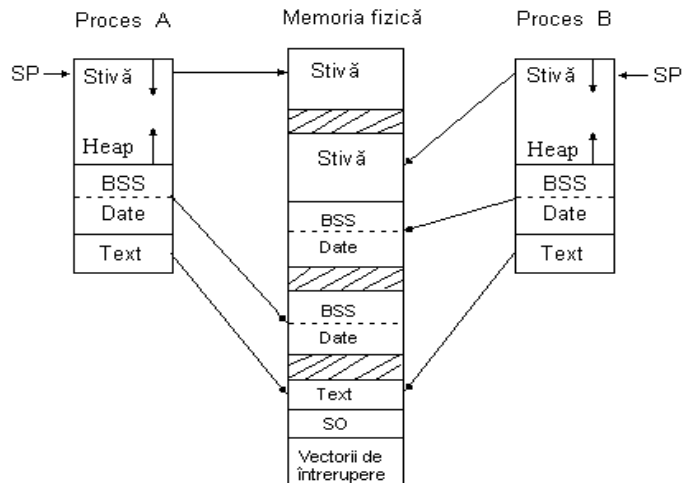 Proces A
SP
Stivă
Heap
BSS
Date
Text
Memoria fizică
Stivă
Stivă
BSS
Date
BSS
Date
Text
SO
Vectorii de
întrerupere
Proces B
Stivă
SP
Heap
BSS
Date
Text